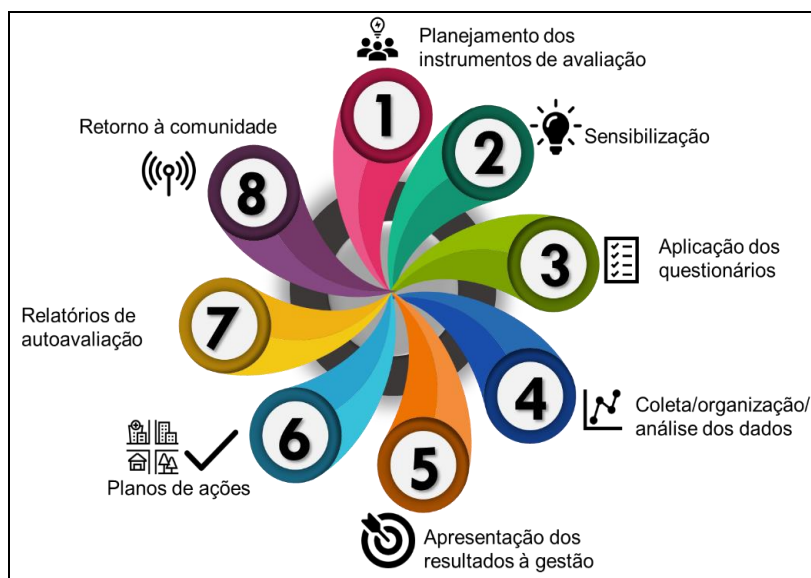 1
Planejamento dos
instrumentos de avaliação
2
Sensibilização
3
Aplicação dos
questionários
4
Coleta/organização/
análise dos dados
5
Apresentação dos
resultados à gestão
6
Planos de ações
7
Relatórios de
autoavaliação
8
Retorno à comunidade